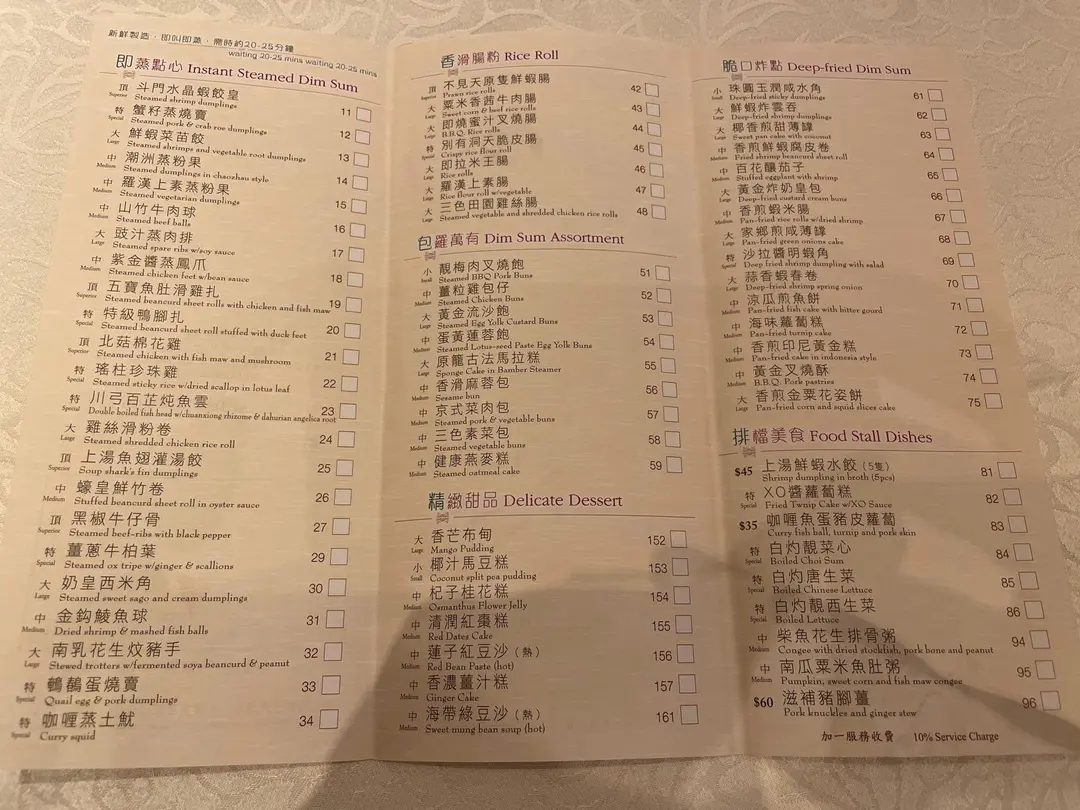 新鮮製造．即叫即蒸．需時約20-25分鐘
waiting 20-25 mins waiting 20-25 mins
即蒸點心 Instant Steamed Dim Sum
頂 斗門水晶蝦餃皇 11
Superior Steamed shrimp dumplings
特 蟹籽蒸燒賣 12
Special Steamed pork & crab roe dumplings
大 鮮蝦菜苗餃 13
Large Steamed shrimps and vegetable root dumplings
中 潮洲蒸粉果 14
Medium Steamed dumplings in chaozhau style
中 羅漢上素蒸粉果 15
Medium Steamed vegetarian dumplings
中 山竹牛肉球 16
Medium Steamed beef balls
大 豉汁蒸肉排 17
Large Steamed spare ribs w/soy sauce
中 紫金醬蒸鳳爪 18
Medium Steamed chicken feet w/bean sauce
頂 五寶魚肚滑雞扎 19
Superior Steamed beancurd sheet rolls with chicken and fish maw
特 特級鴨腳扎 20
Special Steamed beancurd sheet roll stuffed with duck feet
頂 北菇棉花雞 21
Superior Steamed chicken with fish maw and mushroom
特 瑤柱珍珠雞 22
Special Steamed sticky rice w/dried scallop in lotus leaf
特 川弓百芷炖魚雲 23
Special Double boiled fish head w/chuanxiong rhizome & dahurian angelica root
大 雞絲滑粉卷 24
Large Steamed shredded chicken rice roll
頂 上湯魚翅灌湯餃 25
Superior Soup shark's fin dumplings
中 蠔皇鮮竹卷 26
Medium Stuffed beancurd sheet roll in oyster sauce
頂 黑椒牛仔骨 27
Superior Steamed beef-ribs with black pepper
特 薑蔥牛柏葉 29
Special Steamed ox tripe w/ginger & scallions
大 奶皇西米角 30
Large Steamed sweet sago and cream dumplings
中 金鈎鯪魚球 31
Medium Dried shrimp & mashed fish balls
大 南乳花生炆豬手 32
Large Stewed trotters w/fermented soya beancurd & peanut
特 鵪鶉蛋燒賣 33
Special Quail egg & pork dumplings
特 咖喱蒸土魷 34
Special Curry squid
香滑腸粉 Rice Roll
頂 不見天原隻鮮蝦腸 42
Superior Prawn rice rolls
大 粟米香茜牛肉腸 43
Large Sweet corn & beef rice rolls
大 即燒蜜汁叉燒腸 44
Large B.B.Q. Rice rolls
特 別有洞天脆皮腸 45
Special Crispy rice flour roll
大 即拉米王腸 46
Large Rice rolls
大 羅漢上素腸 47
Large Rice flour roll w/vegetable
大 三色田園雞絲腸 48
Large Steamed vegetable and shredded chicken rice rolls
包羅萬有 Dim Sum Assortment
小 靚梅肉叉燒飽 51
Small Steamed BBQ Pork Buns
中 薑粒雞包仔 52
Medium Steamed Chicken Buns
大 黃金流沙飽 53
Large Steamed Egg Yolk Custard Buns
中 蛋黃蓮蓉飽 54
Medium Steamed Lotus-seed Paste Egg Yolk Buns
大 原籠古法馬拉糕 55
Large Sponge Cake in Bamber Steamer
中 香滑麻蓉包 56
Medium Sesame bun
中 京式菜肉包 57
Medium Steamed pork & vegetable buns
中 三色素菜包 58
Medium Steamed vegetable buns
中 健康燕麥糕 59
Medium Steamed oatmeal cake
精緻甜品 Delicate Dessert
大 香芒布甸 152
Large Mango Pudding
小 椰汁馬豆糕 153
Small Coconut split pea pudding
中 杞子桂花糕 154
Medium Osmanthus Flower Jelly
中 清潤紅棗糕 155
Medium Red Dates Cake
中 蓮子紅豆沙（熱） 156
Medium Red Bean Paste (hot)
中 香濃薑汁糕 157
Medium Ginger Cake
中 海帶綠豆沙（熱） 161
Medium Sweet mung bean soup (hot)
脆口炸點 Deep-fried Dim Sum
小 珠圓玉潤咸水角 61
Small Deep-fried sticky dumplings
大 鮮蝦炸雲吞 62
Large Deep-fried shrimp dumplings
大 椰香煎甜薄罉 63
Large Sweet pan cake with coconut
中 香煎鮮蝦腐皮卷 64
Medium Fried shrimp beancurd sheet roll
中 百花釀茄子 65
Medium Stuffed eggplant with shrimp
大 黃金炸奶皇包 66
Large Deep-fried custard cream buns
中 香煎蝦米腸 67
Medium Pan-fried rice rolls w/dried shrimp
大 家鄉煎咸薄罉 68
Large Pan-fried green onions cake
特 沙拉醬明蝦角 69
Special Deep fried shrimp dumpling with salad
大 蒜香蝦春卷 70
Large Deep-fried shrimp spring onion
中 涼瓜煎魚餅 71
Medium Pan-fried fish cake with bitter gourd
中 海味蘿蔔糕 72
Medium Pan-fried turnip cake
中 香煎印尼黃金糕 73
Medium Pan-fried cake in indonesia style
中 黃金叉燒酥 74
Medium B.B.Q. Pork pastries
大 香煎金粟花姿餅 75
Large Pan-fried corn and squid slices cake
排檔美食 Food Stall Dishes
$45 上湯鮮蝦水餃（5隻） 81
Shrimp dumpling in broth (5pcs)
特 XO醬蘿蔔糕 82
Special Fried Twnip Cake w/XO Sauce
$35 咖喱魚蛋豬皮蘿蔔 83
Curry fish ball, turnip and pork skin
特 白灼靚菜心 84
Special Boiled Choi Sum
特 白灼唐生菜 85
Special Boiled Chinese Lettuce
特 白灼靚西生菜 86
Special Boiled Lettuce
中 柴魚花生排骨粥 94
Medium Congee with dried stockfish, pork bone and peanut
中 南瓜粟米魚肚粥 95
Medium Pumpkin, sweet corn and fish maw congee
$60 滋補豬腳薑 96
Pork knuckles and ginger stew
加一服務收費 10% Service Charge